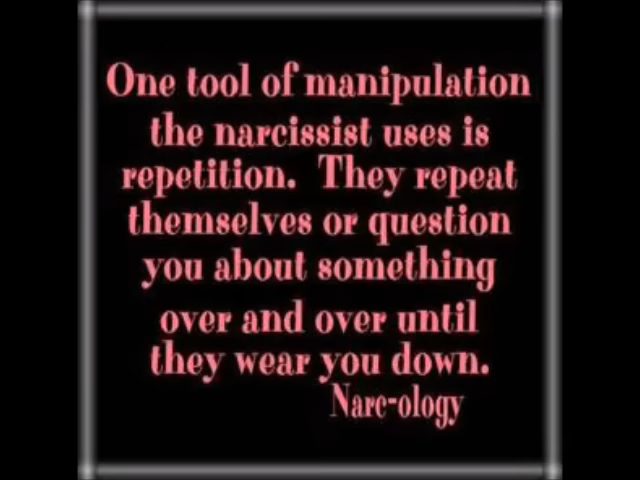 One tool of manipulation
the narcissist uses is
repetition. They repeat
themselves or question
you about something
over and over until
they wear you down.
Narc-ology